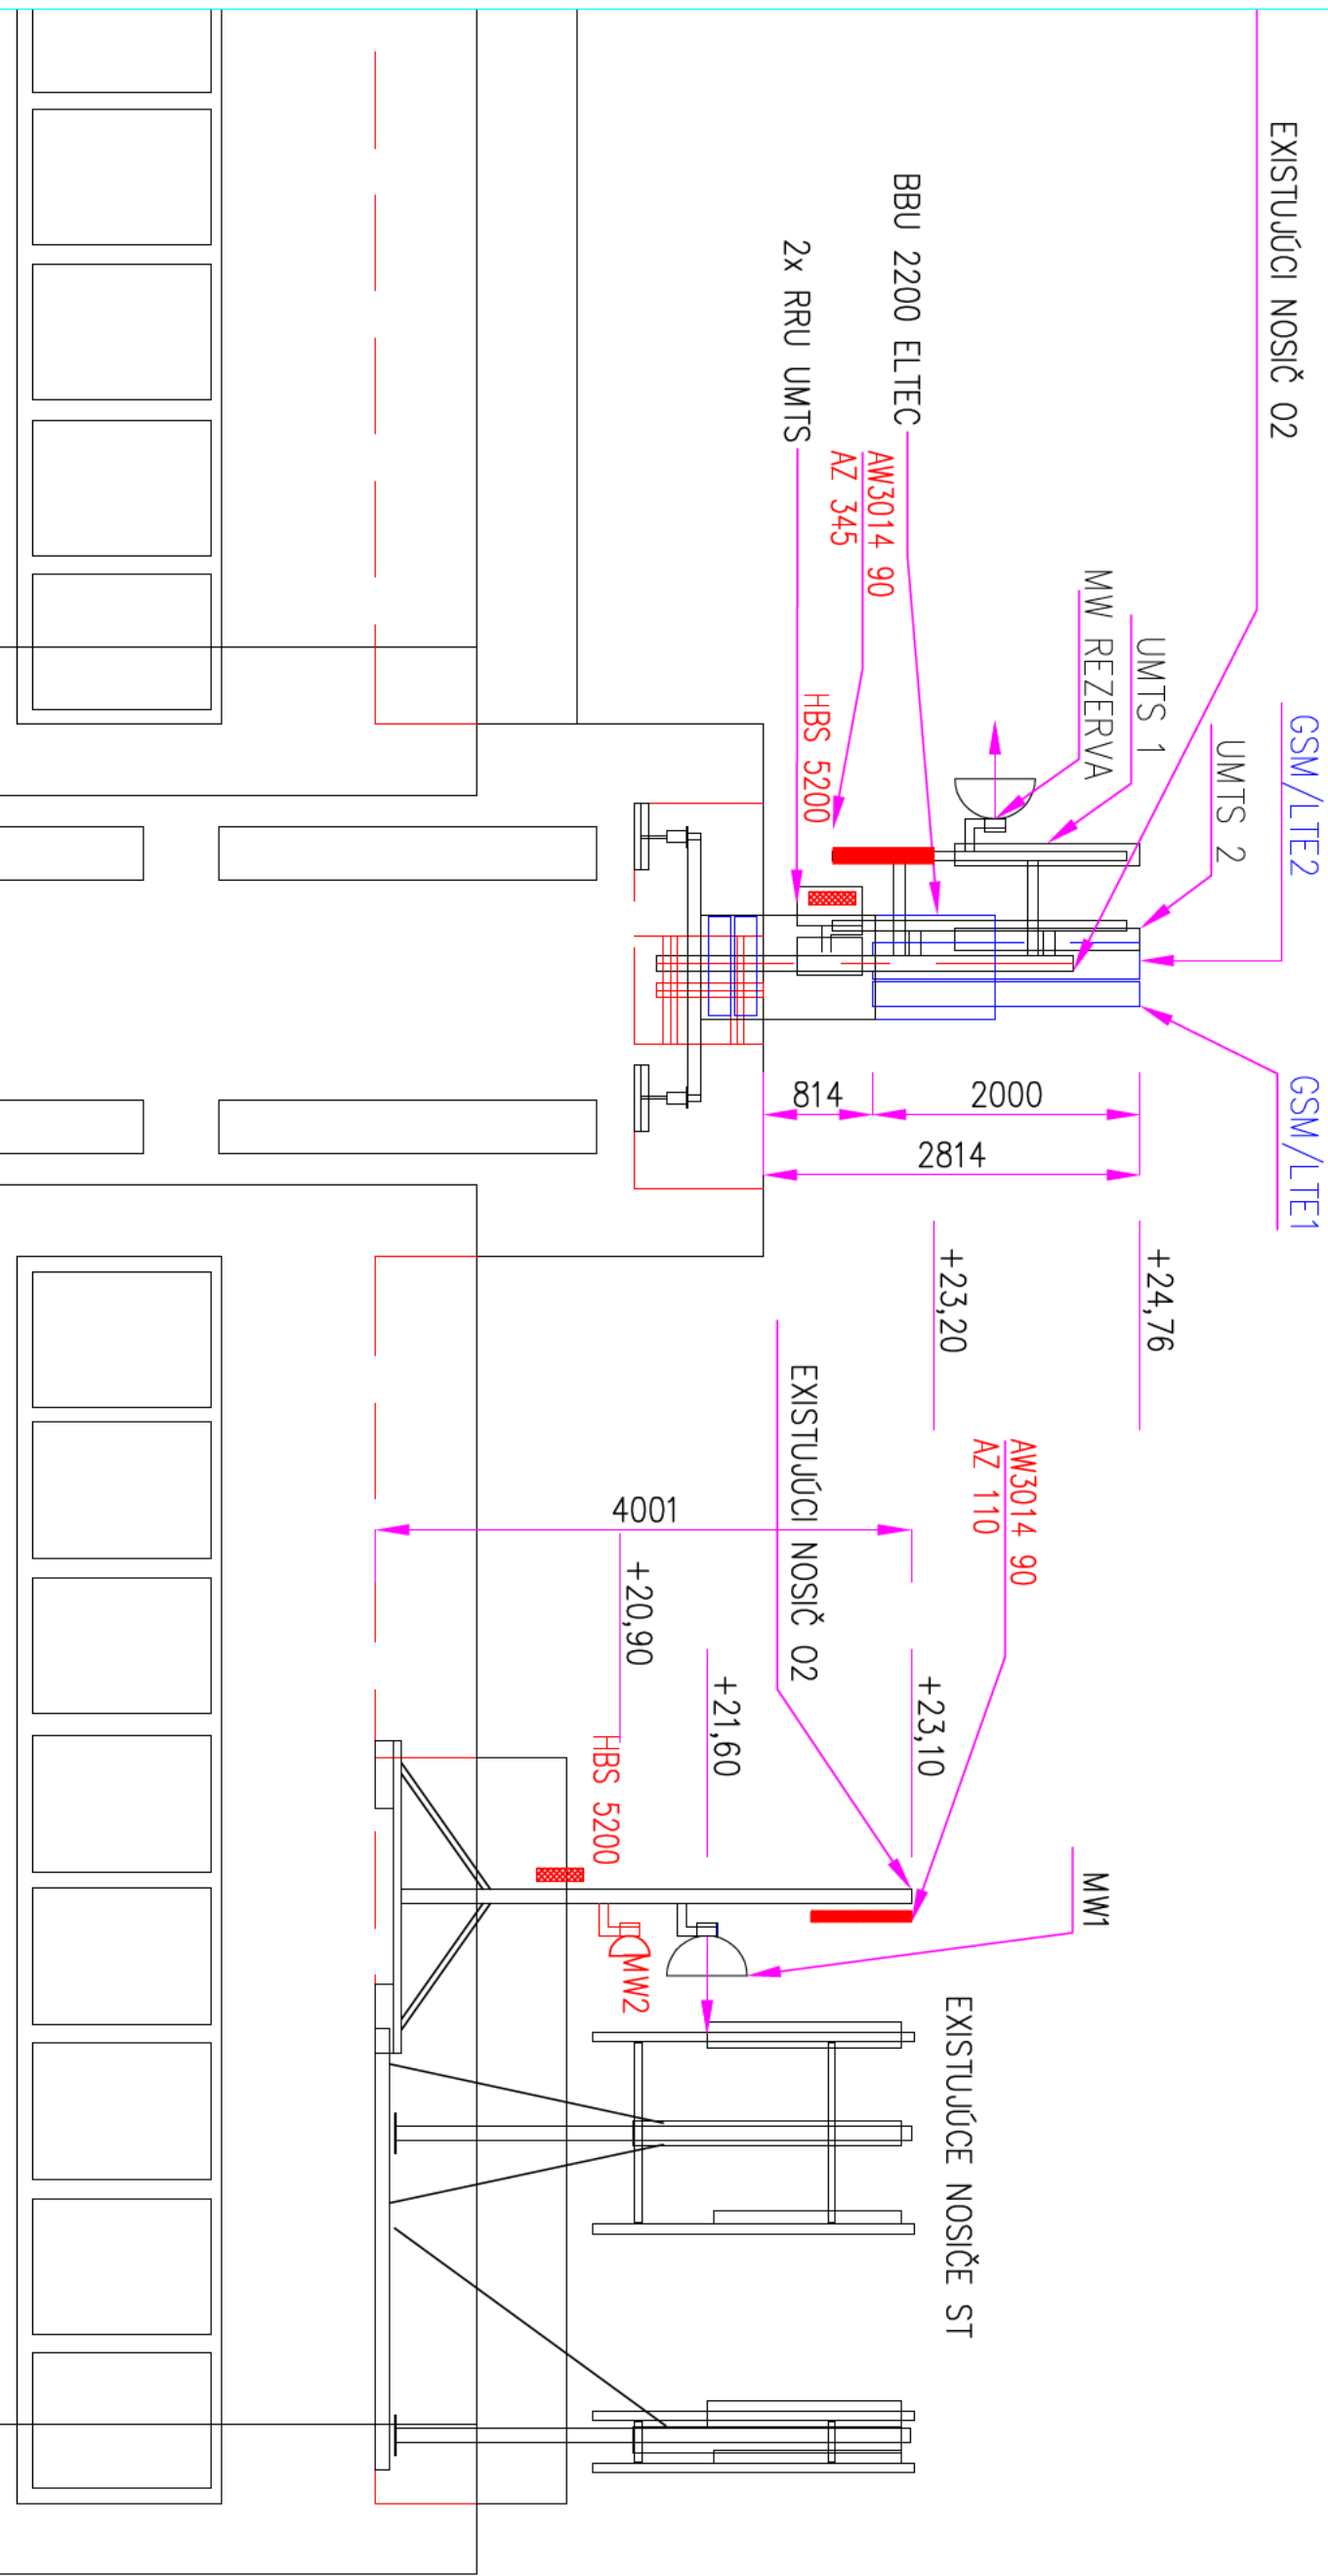 EXISTUJÚCI NOSIČ O2
GSM/LTE2
GSM/LTE1
UMTS 2
UMTS 1
MW REZERVA
BBU 2200 ELTEC
AW3014 90
AZ 345
2x RRU UMTS
HBS 5200
814
2000
2814
+24,76
+23,20
AW3014 90
AZ 110
EXISTUJÚCI NOSIČ O2
4001
+23,10
+21,60
+20,90
HBS 5200
MW1
MW2
EXISTUJÚCE NOSIČE ST